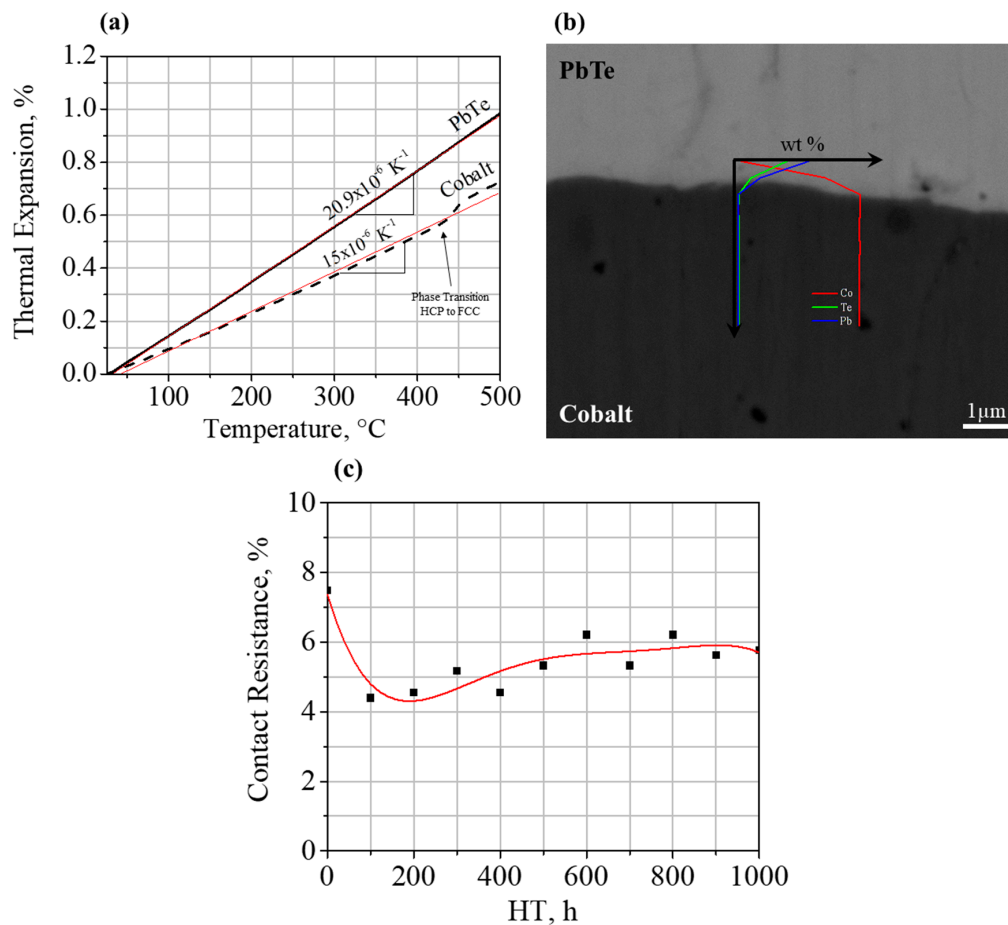 (a)
Thermal Expansion, %
1.2
1.0
0.8
0.6
0.4
0.2
0.0
PbTe
20.9x10⁻⁶ K⁻¹
Cobalt
15x10⁻⁶ K⁻¹
Phase Transition
HCP to FCC
100
200
300
400
500
Temperature, °C
(b)
PbTe
wt %
Co
Te
Pb
Cobalt
1μm
(c)
Contact Resistance, %
10
8
6
4
2
0
0
200
400
600
800
1000
HT, h